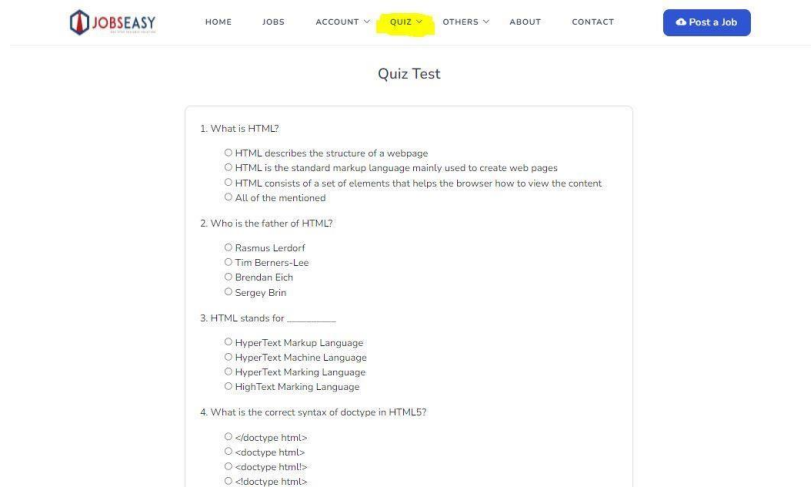 JOBSEASY
HOME JOBS ACCOUNT QUIZ OTHERS ABOUT CONTACT Post a Job
Quiz Test
1. What is HTML?
HTML describes the structure of a webpage
HTML is the standard markup language mainly used to create web pages
HTML consists of a set of elements that helps the browser how to view the content
All of the mentioned
2. Who is the father of HTML?
Rasmus Lerdorf
Tim Berners-Lee
Brendan Eich
Sergey Brin
3. HTML stands for __________
HyperText Markup Language
HyperText Machine Language
HyperText Marking Language
HighText Marking Language
4. What is the correct syntax of doctype in HTML5?
</doctype html>
<doctype html>
<doctype html!>
<!doctype html>